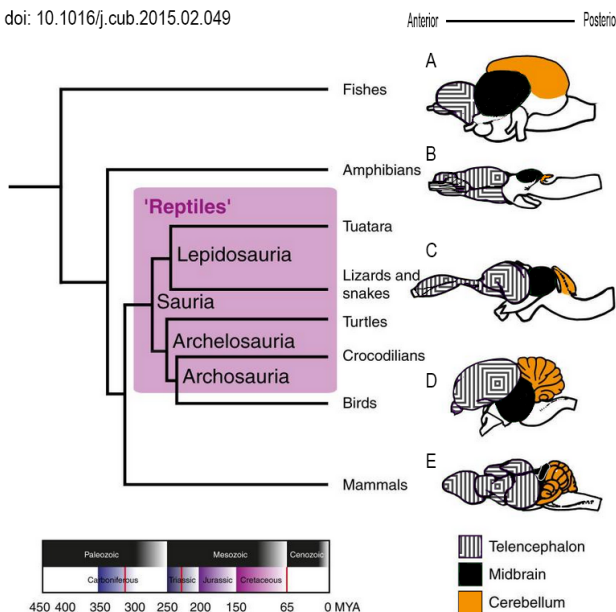 doi: 10.1016/j.cub.2015.02.049
Anterior
Posterio
A
Fishes
B
Amphibians
'Reptiles'
Tuatara
Lepidosauria
C
Lizards and
snakes
Sauria
Turtles
Archelosauria
Crocodilians
Archosauria
D
Birds
E
Mammals
Paleozoic
Mesozoic
Cenozoic
Carboniferous
Triassic
Jurassic
Cretaceous
450 400 350 300 250 200 150 65 0 MYA
Telencephalon
Midbrain
Cerebellum